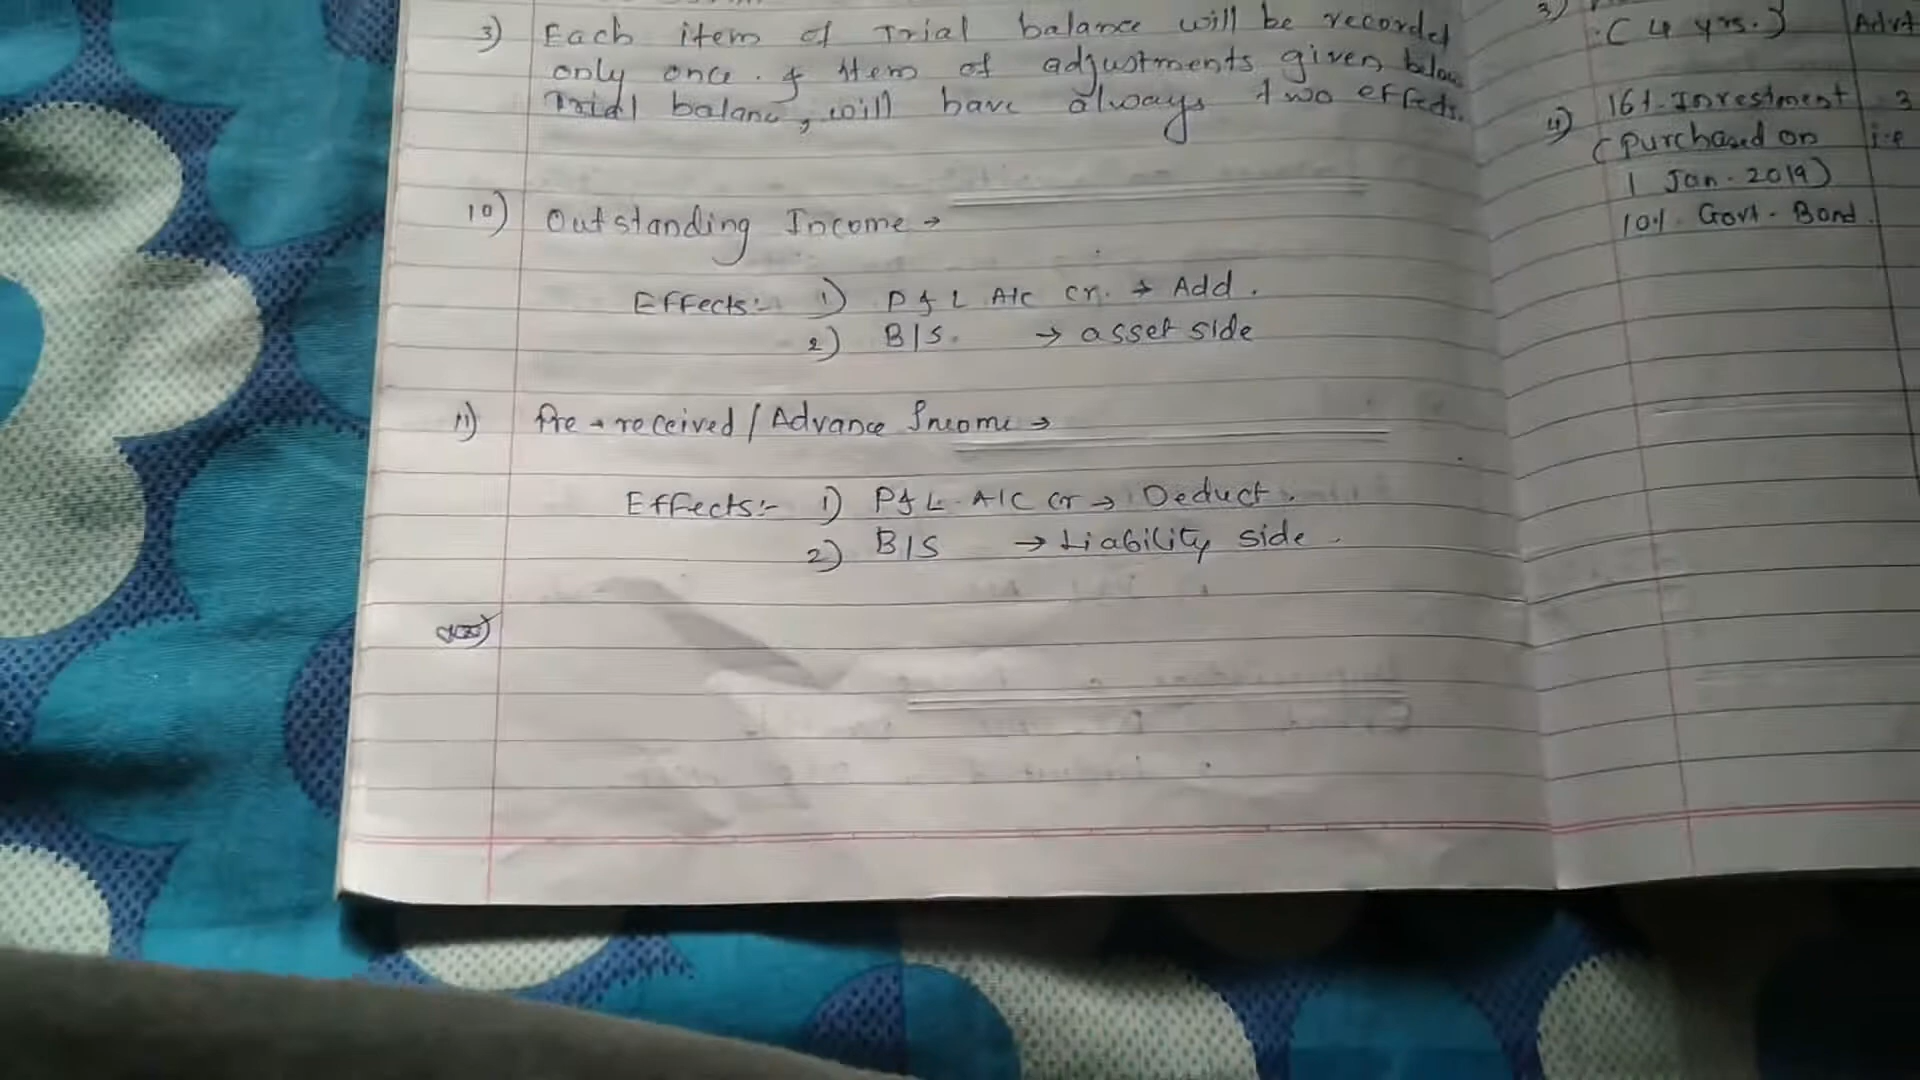 3) Each item of Trial balance will be recorded
only once. & Item of adjustments given below
Trial balance, will have always two effects.
10) Outstanding Income →
Effects:- 1) P & L A/c cr. → Add.
2) B/S. → asset side
11) Pre-received / Advance Income →
Effects:- 1) P & L A/C cr → Deduct.
2) B/S → Liability side.
3)
(4 yrs.)
Advt
4) 16% Investment 3
(Purchased on i.e
1 Jan. 2019)
10% Govt. Bond.